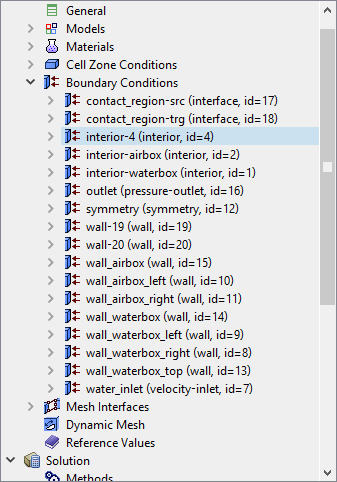 General
Models
Materials
Cell Zone Conditions
Boundary Conditions
contact_region-src (interface, id=17)
contact_region-trg (interface, id=18)
interior-4 (interior, id=4)
interior-airbox (interior, id=2)
interior-waterbox (interior, id=1)
outlet (pressure-outlet, id=16)
symmetry (symmetry, id=12)
wall-19 (wall, id=19)
wall-20 (wall, id=20)
wall_airbox (wall, id=15)
wall_airbox_left (wall, id=10)
wall_airbox_right (wall, id=11)
wall_waterbox (wall, id=14)
wall_waterbox_left (wall, id=9)
wall_waterbox_right (wall, id=8)
wall_waterbox_top (wall, id=13)
water_inlet (velocity-inlet, id=7)
Mesh Interfaces
Dynamic Mesh
Reference Values
Solution
Methods